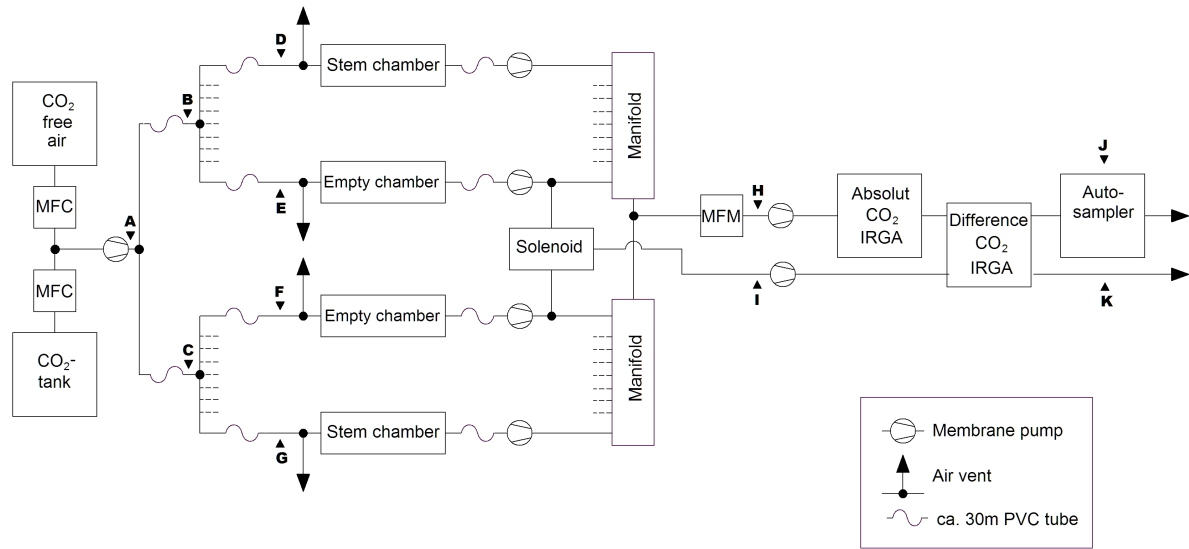 D
Stem chamber
CO₂
free
air
B
Manifold
MFC
Empty chamber
E
A
J
H
MFM
Absolut
CO₂
IRGA
Auto-
sampler
Difference
CO₂
IRGA
Solenoid
MFC
I
K
F
Empty chamber
CO₂-
tank
C
Manifold
Stem chamber
G
Membrane pump
Air vent
ca. 30m PVC tube